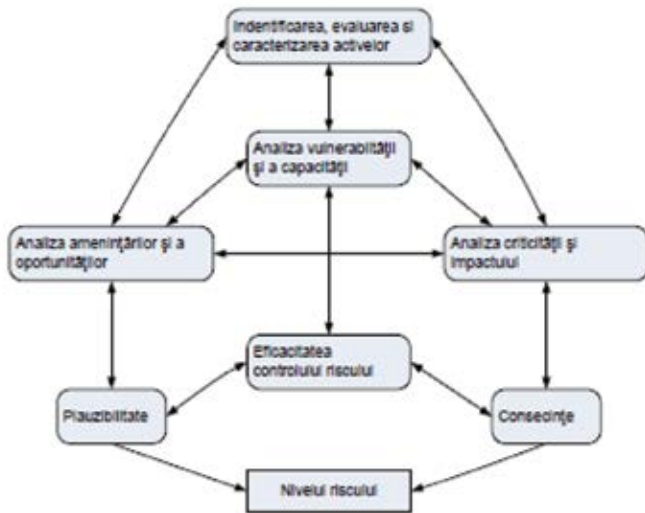 Indentificarea, evaluarea si
caracterizarea activelor
Analiza vulnerabilităţii
şi a capacităţii
Analiza ameninţărilor şi a
oportunităţilor
Analiza criticităţii şi
impactului
Eficacitatea
controlului riscului
Plauzibilitate
Consecinţe
Nivelul riscului